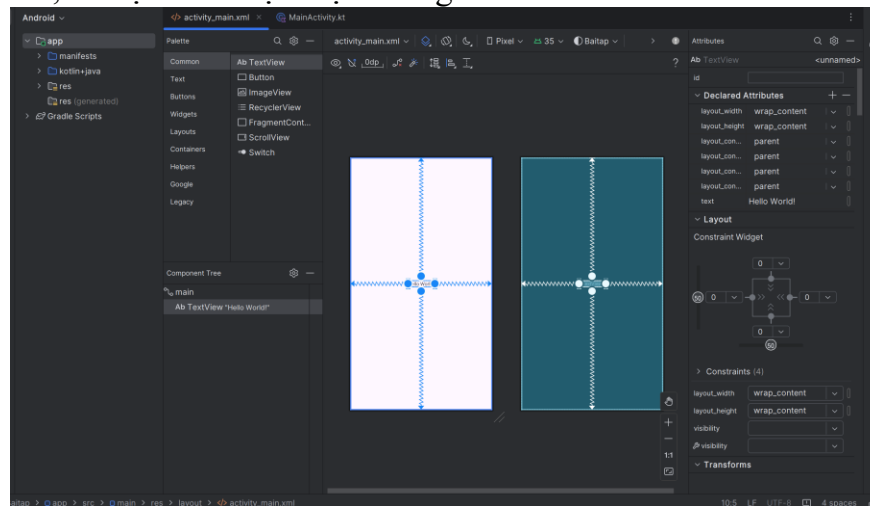 Android
app
manifests
kotlin+java
res
res (generated)
Gradle Scripts
activity_main.xml
MainActivity.kt
Palette
Common
Text
Buttons
Widgets
Layouts
Containers
Helpers
Google
Legacy
Ab TextView
Button
ImageView
RecyclerView
FragmentCont...
ScrollView
Switch
Component Tree
main
Ab TextView "Hello World!"
activity_main.xml
Pixel
35
Baitap
0dp
?
1:1
Attributes
Ab TextView <unnamed>
id
Declared Attributes
layout_width wrap_content
layout_height wrap_content
layout_con... parent
layout_con... parent
layout_con... parent
layout_con... parent
text Hello World!
Layout
Constraint Widget
0
50 0 0
0
50
Constraints (4)
layout_width wrap_content
layout_height wrap_content
visibility
visibility
Transforms
app > src > main > res > layout > activity_main.xml
10:5 LF UTF-8 4 spaces